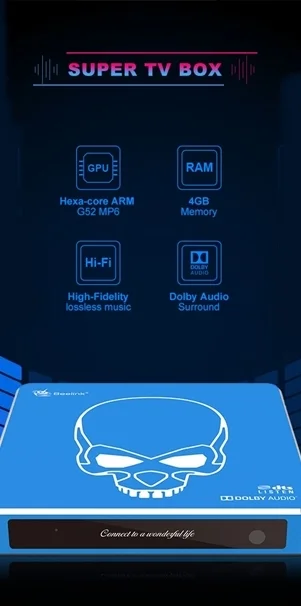 SUPER TV BOX
GPU
RAM
Hexa-core ARM
G52 MP6
4GB
Memory
Hi-Fi
DOLBY
AUDIO
High-Fidelity
lossless music
Dolby Audio
Surround
Beelink
dts
LISTEN
DOLBY AUDIO
Connect to a wonderful life